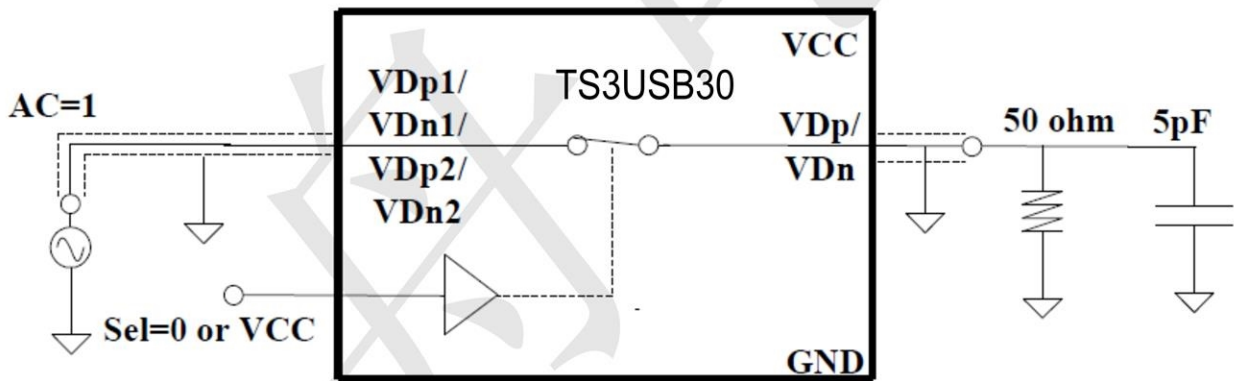 VCC
VDp1/
TS3USB30
AC=1
VDn1/
VDp/
50 ohm
5pF
VDp2/
VDn
VDn2
Sel=0 or VCC
GND